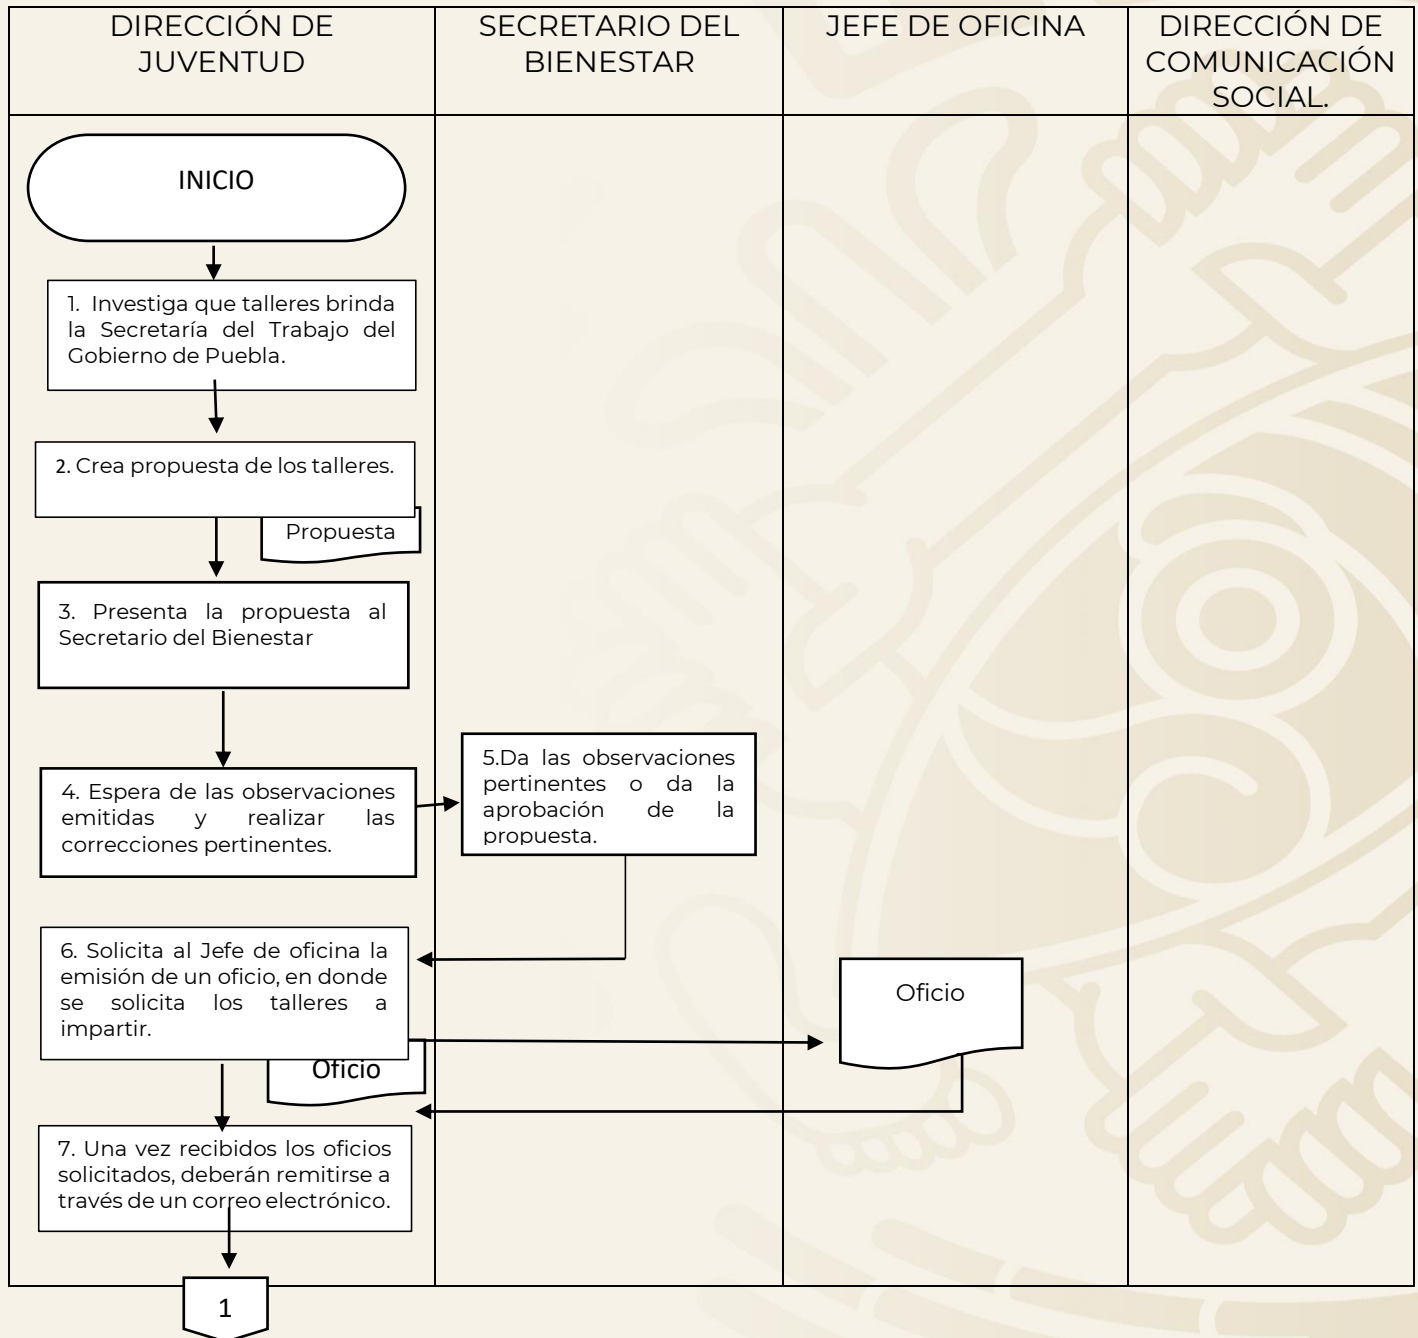 DIRECCIÓN DE
JUVENTUD
SECRETARIO DEL
BIENESTAR
JEFE DE OFICINA
DIRECCIÓN DE
COMUNICACIÓN
SOCIAL.
INICIO
1. Investiga que talleres brinda
la Secretaría del Trabajo del
Gobierno de Puebla.
2. Crea propuesta de los talleres.
Propuesta
3. Presenta la propuesta al
Secretario del Bienestar
4. Espera de las observaciones
emitidas y realizar las
correcciones pertinentes.
5.Da las observaciones
pertinentes o da la
aprobación de la
propuesta.
6. Solicita al Jefe de oficina la
emisión de un oficio, en donde
se solicita los talleres a
impartir.
Oficio
Oficio
7. Una vez recibidos los oficios
solicitados, deberán remitirse a
través de un correo electrónico.
1